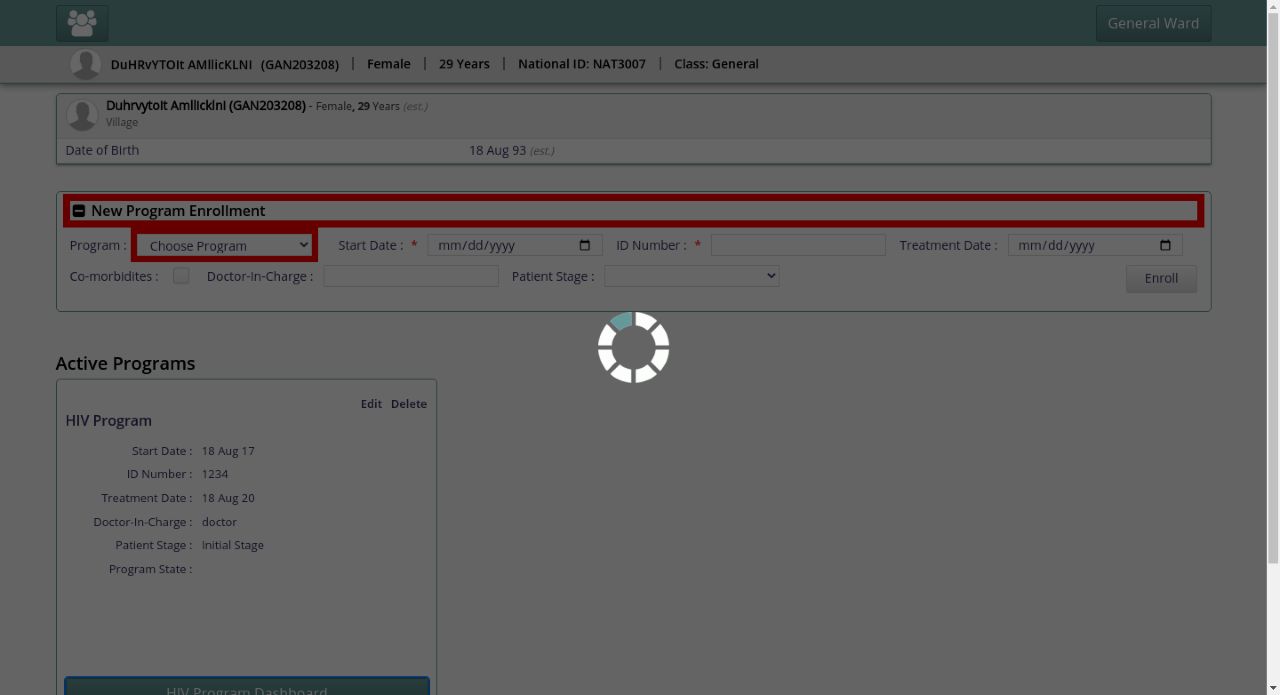 General Ward
DuHRvYTOIt AMllicKLNI (GAN203208) | Female | 29 Years | National ID: NAT3007 | Class: General
Duhrvytoit Amllicklni (GAN203208) - Female, 29 Years (est.)
Village
Date of Birth 18 Aug 93 (est.)
New Program Enrollment
Program : Choose Program Start Date : * mm/dd/yyyy ID Number : * Treatment Date : mm/dd/yyyy
Co-morbidites : Doctor-In-Charge : Patient Stage : Enroll
Active Programs
Edit Delete
HIV Program
Start Date : 18 Aug 17
ID Number : 1234
Treatment Date : 18 Aug 20
Doctor-In-Charge : doctor
Patient Stage : Initial Stage
Program State :
HIV Program Dashboard